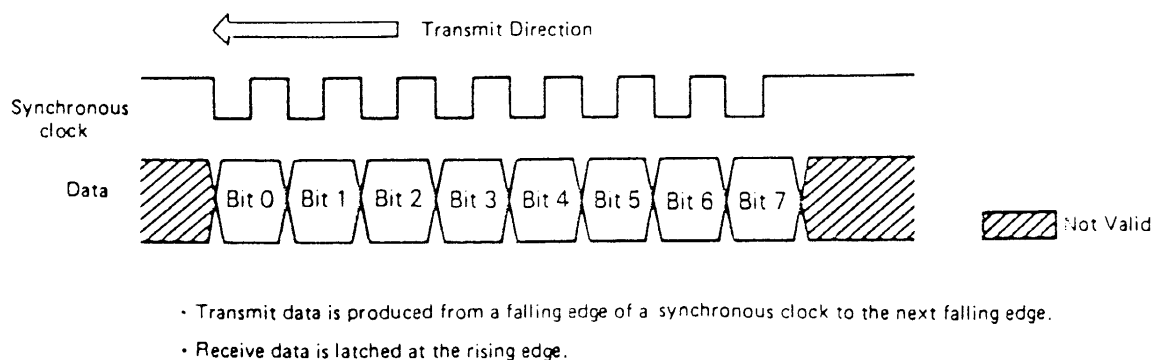 Transmit Direction
Synchronous
clock
Data
Bit 0 Bit 1 Bit 2 Bit 3 Bit 4 Bit 5 Bit 6 Bit 7
Not Valid
· Transmit data is produced from a falling edge of a synchronous clock to the next falling edge.
· Receive data is latched at the rising edge.